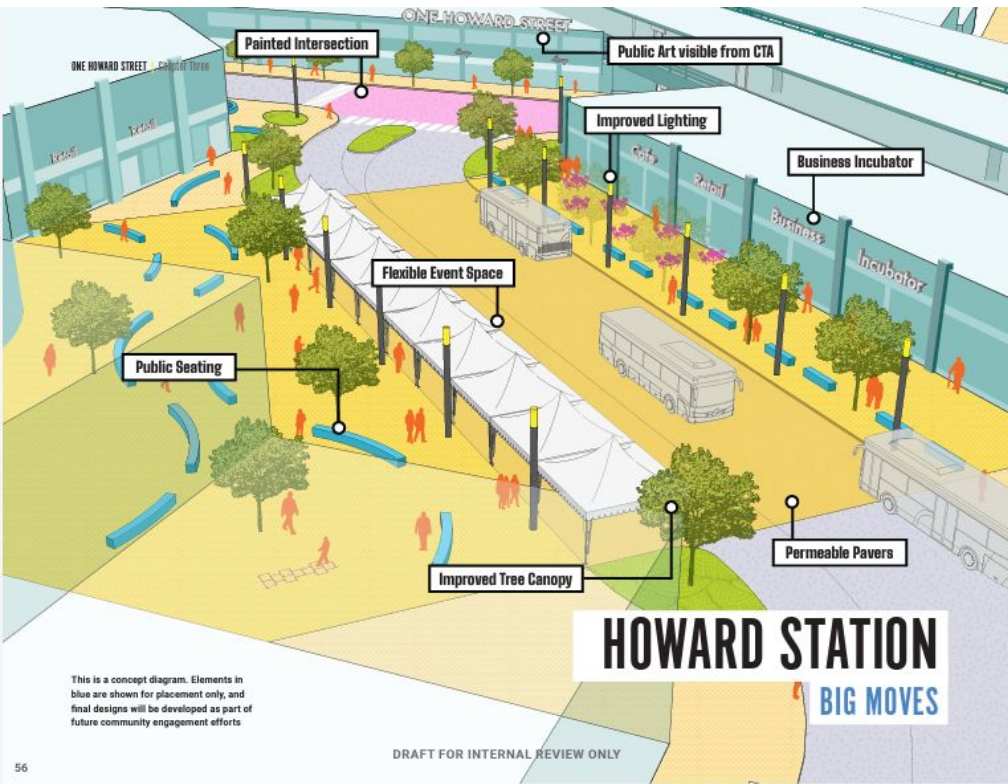 ONE HOWARD STREET
Painted Intersection
Public Art visible from CTA
ONE HOWARD STREET Chapter Three
Improved Lighting
Retail
Retail
Cafe
Retail
Business Incubator
Business
Incubator
Flexible Event Space
Public Seating
Permeable Pavers
Improved Tree Canopy
HOWARD STATION
BIG MOVES
This is a concept diagram. Elements in
blue are shown for placement only, and
final designs will be developed as part of
future community engagement efforts
DRAFT FOR INTERNAL REVIEW ONLY
56